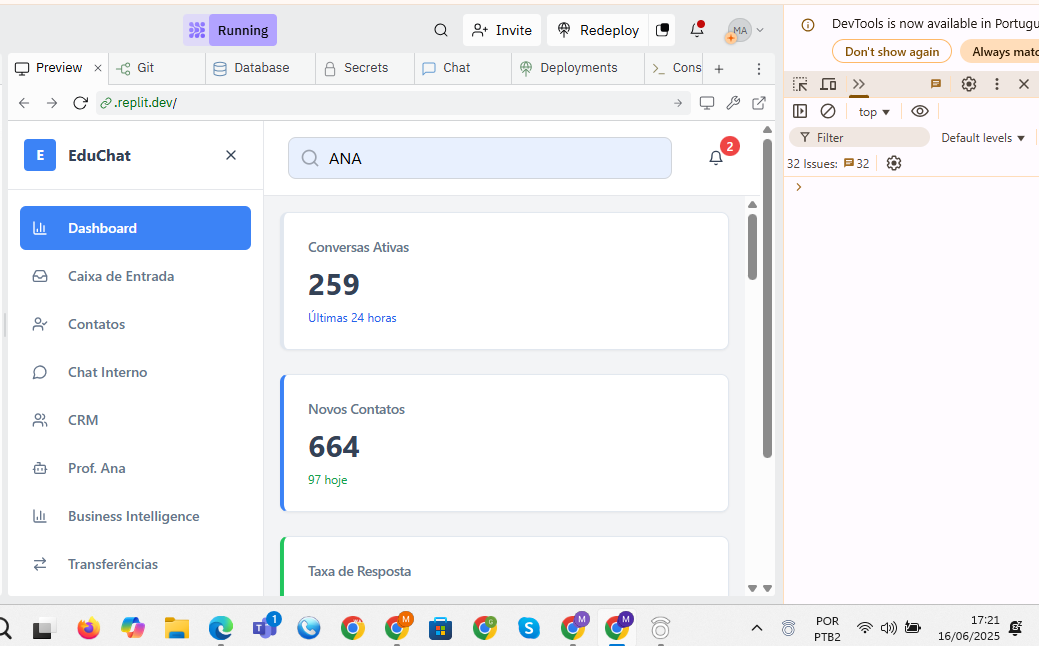 Running
Invite
Redeploy
MA
Preview
Git
Database
Secrets
Chat
Deployments
Cons
.replit.dev/
E
EduChat
ANA
2
Dashboard
Caixa de Entrada
Contatos
Chat Interno
CRM
Prof. Ana
Business Intelligence
Transferências
Conversas Ativas
259
Últimas 24 horas
Novos Contatos
664
97 hoje
Taxa de Resposta
DevTools is now available in Portugu
Don't show again
Always matc
top
Filter
Default levels
32 Issues:
32
1
M
M
M
POR
PTB2
17:21
16/06/2025